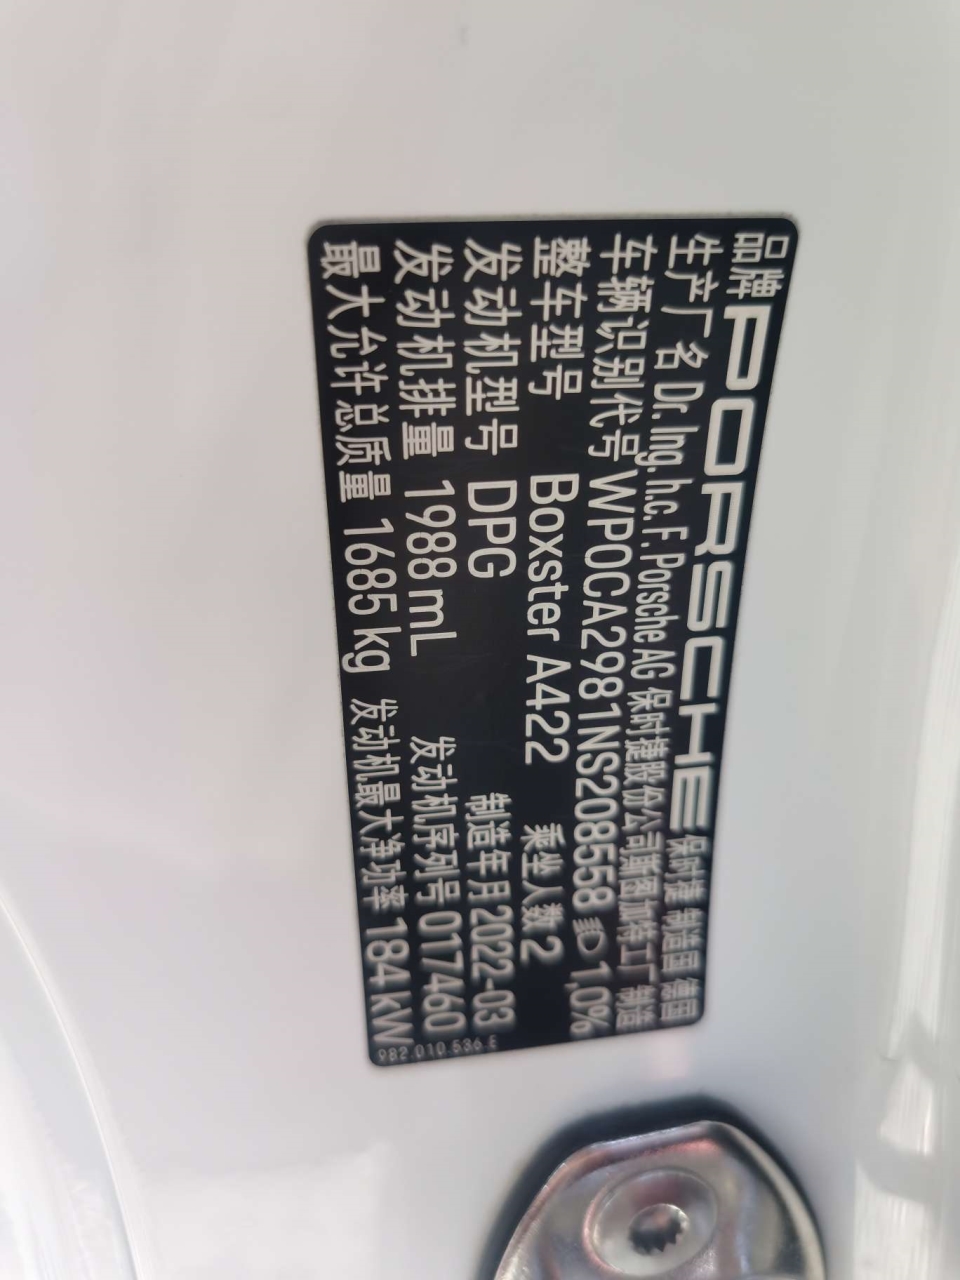 品牌 PORSCHE 保时捷 制造国 德国
生产厂名 Dr. Ing. h.c. F. Porsche AG 保时捷股份公司斯图加特工厂 制造
车辆识别代号 WP0CA2981NS208558 1,0%
整车型号 Boxster A422 乘坐人数 2
发动机型号 DPG 制造年月 2022-03
发动机排量 1988 mL 发动机序列号 017460
最大允许总质量 1685 kg 发动机最大净功率 184 kW
982.010.536.E